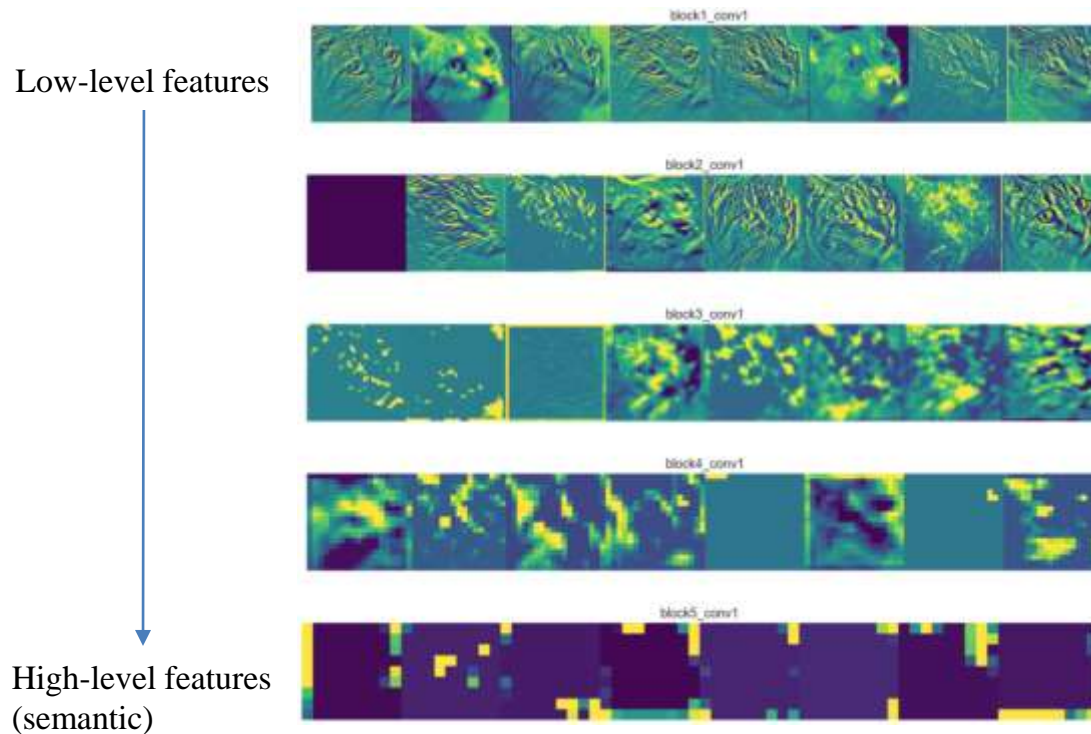 block1_conv1
Low-level features
block2_conv1
block3_conv1
block4_conv1
block5_conv1
High-level features
(semantic)